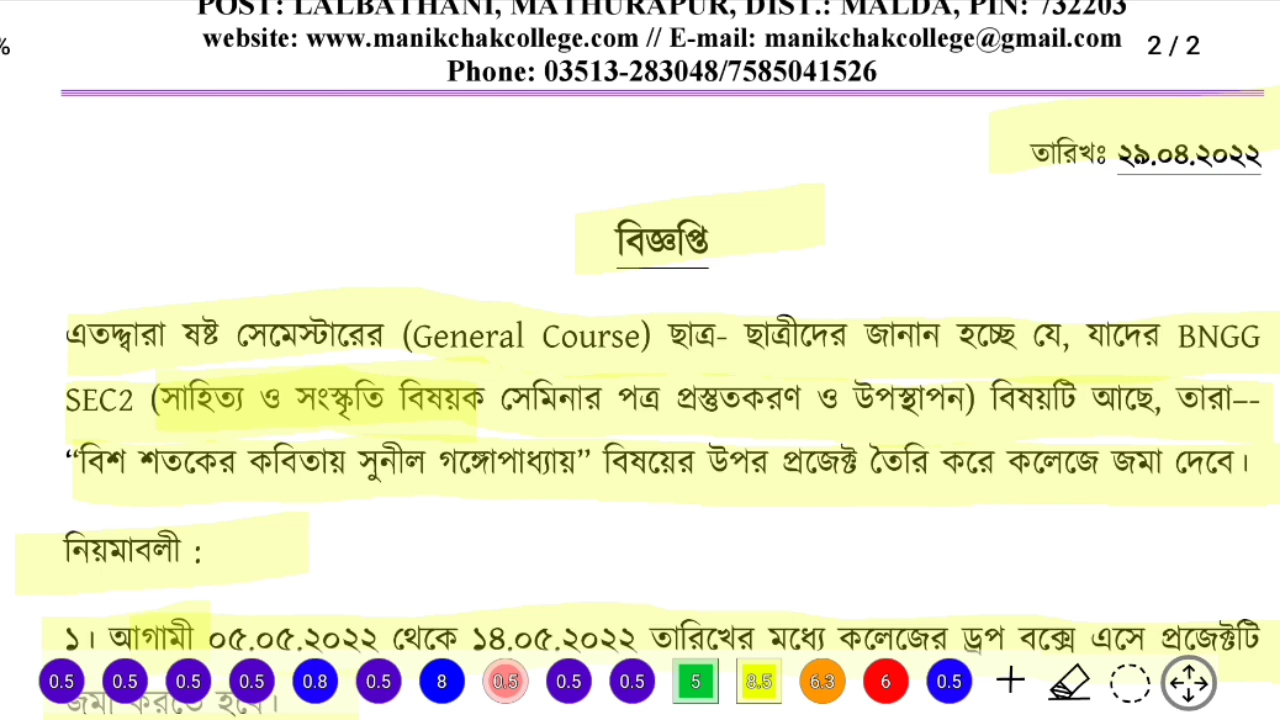 POST: LALBATHANI, MATHURAPUR, DIST.: MALDA, PIN: 732203
website: www.manikchakcollege.com // E-mail: manikchakcollege@gmail.com
2 / 2
%
Phone: 03513-283048/7585041526
তারিখঃ ২৯.০৪.২০২২
বিজ্ঞপ্তি
এতদ্দ্বারা ষষ্ট সেমেস্টারের (General Course) ছাত্র- ছাত্রীদের জানান হচ্ছে যে, যাদের BNGG
SEC2 (সাহিত্য ও সংস্কৃতি বিষয়ক সেমিনার পত্র প্রস্তুতকরণ ও উপস্থাপন) বিষয়টি আছে, তারা---
“বিশ শতকের কবিতায় সুনীল গঙ্গোপাধ্যায়” বিষয়ের উপর প্রজেক্ট তৈরি করে কলেজে জমা দেবে।
নিয়মাবলী :
১। আগামী ০৫.০৫.২০২২ থেকে ১৪.০৫.২০২২ তারিখের মধ্যে কলেজের ড্রপ বক্সে এসে প্রজেক্টটি
জমা করতে হবে।
0.5 0.5 0.5 0.5 0.8 0.5 8 0.5 0.5 0.5 5 8.5 6.3 6 0.5